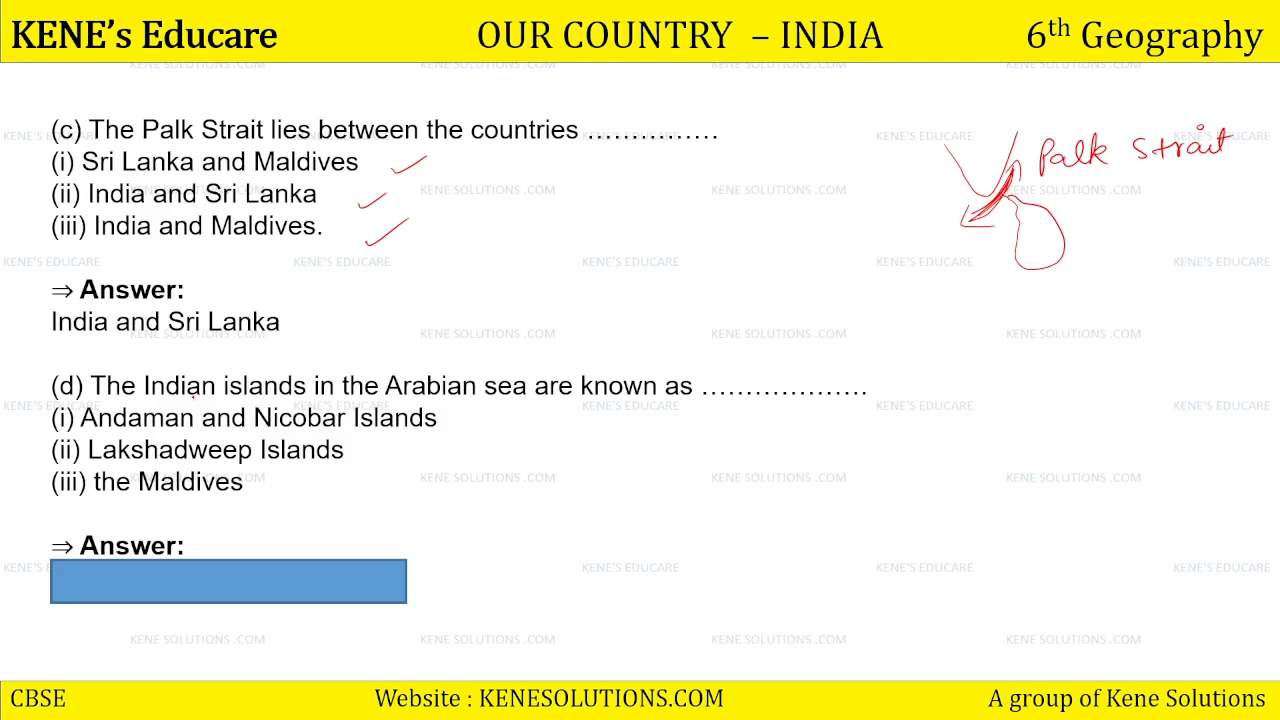 KENE's Educare OUR COUNTRY – INDIA 6th Geography
(c) The Palk Strait lies between the countries ……………
(i) Sri Lanka and Maldives
(ii) India and Sri Lanka
(iii) India and Maldives.
Palk Strait
⇒ Answer:
India and Sri Lanka
(d) The Indian islands in the Arabian sea are known as ………………
(i) Andaman and Nicobar Islands
(ii) Lakshadweep Islands
(iii) the Maldives
⇒ Answer:
CBSE Website : KENESOLUTIONS.COM A group of Kene Solutions